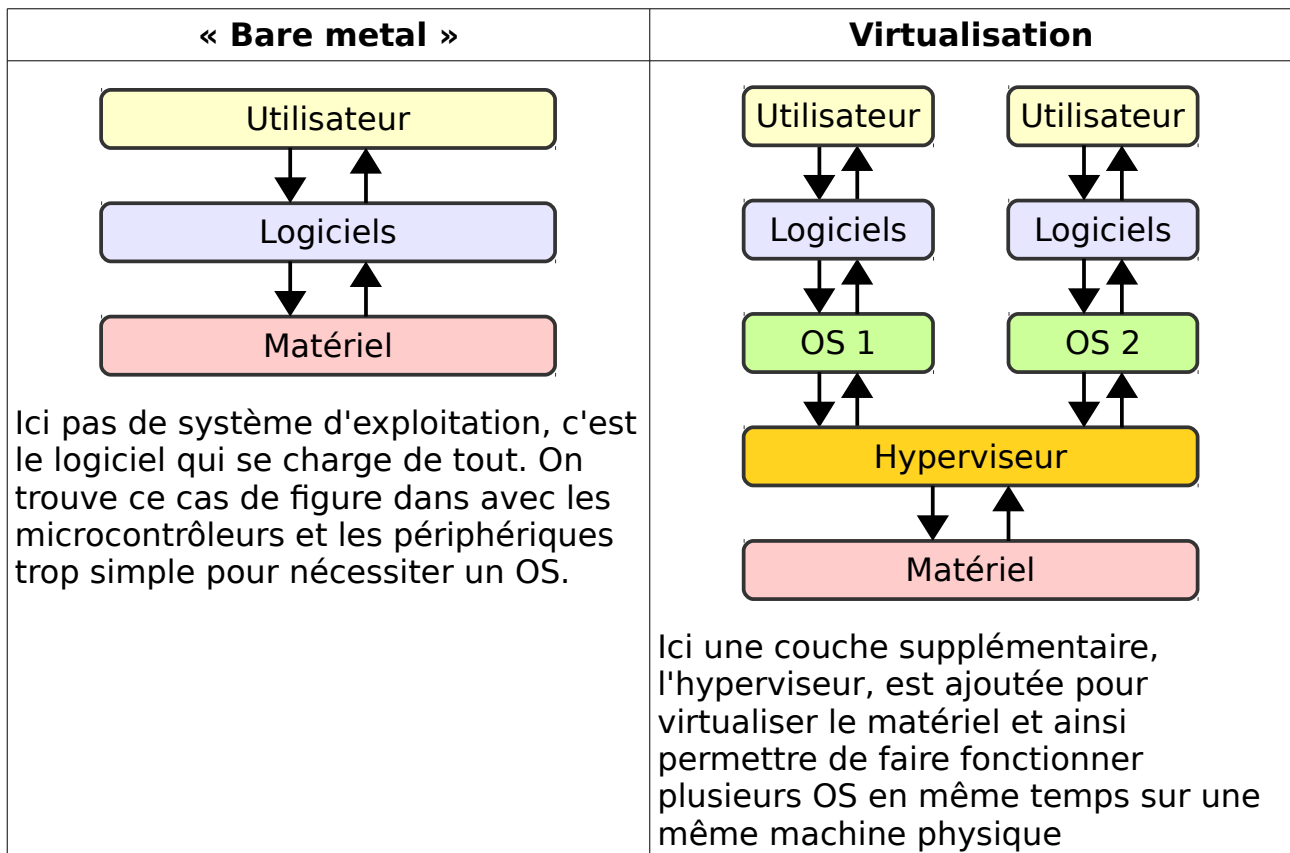 « Bare metal »
Utilisateur
Logiciels
Matériel
Ici pas de système d'exploitation, c'est
le logiciel qui se charge de tout. On
trouve ce cas de figure dans avec les
microcontrôleurs et les périphériques
trop simple pour nécessiter un OS.
Virtualisation
Utilisateur Utilisateur
Logiciels Logiciels
OS 1 OS 2
Hyperviseur
Matériel
Ici une couche supplémentaire,
l'hyperviseur, est ajoutée pour
virtualiser le matériel et ainsi
permettre de faire fonctionner
plusieurs OS en même temps sur une
même machine physique